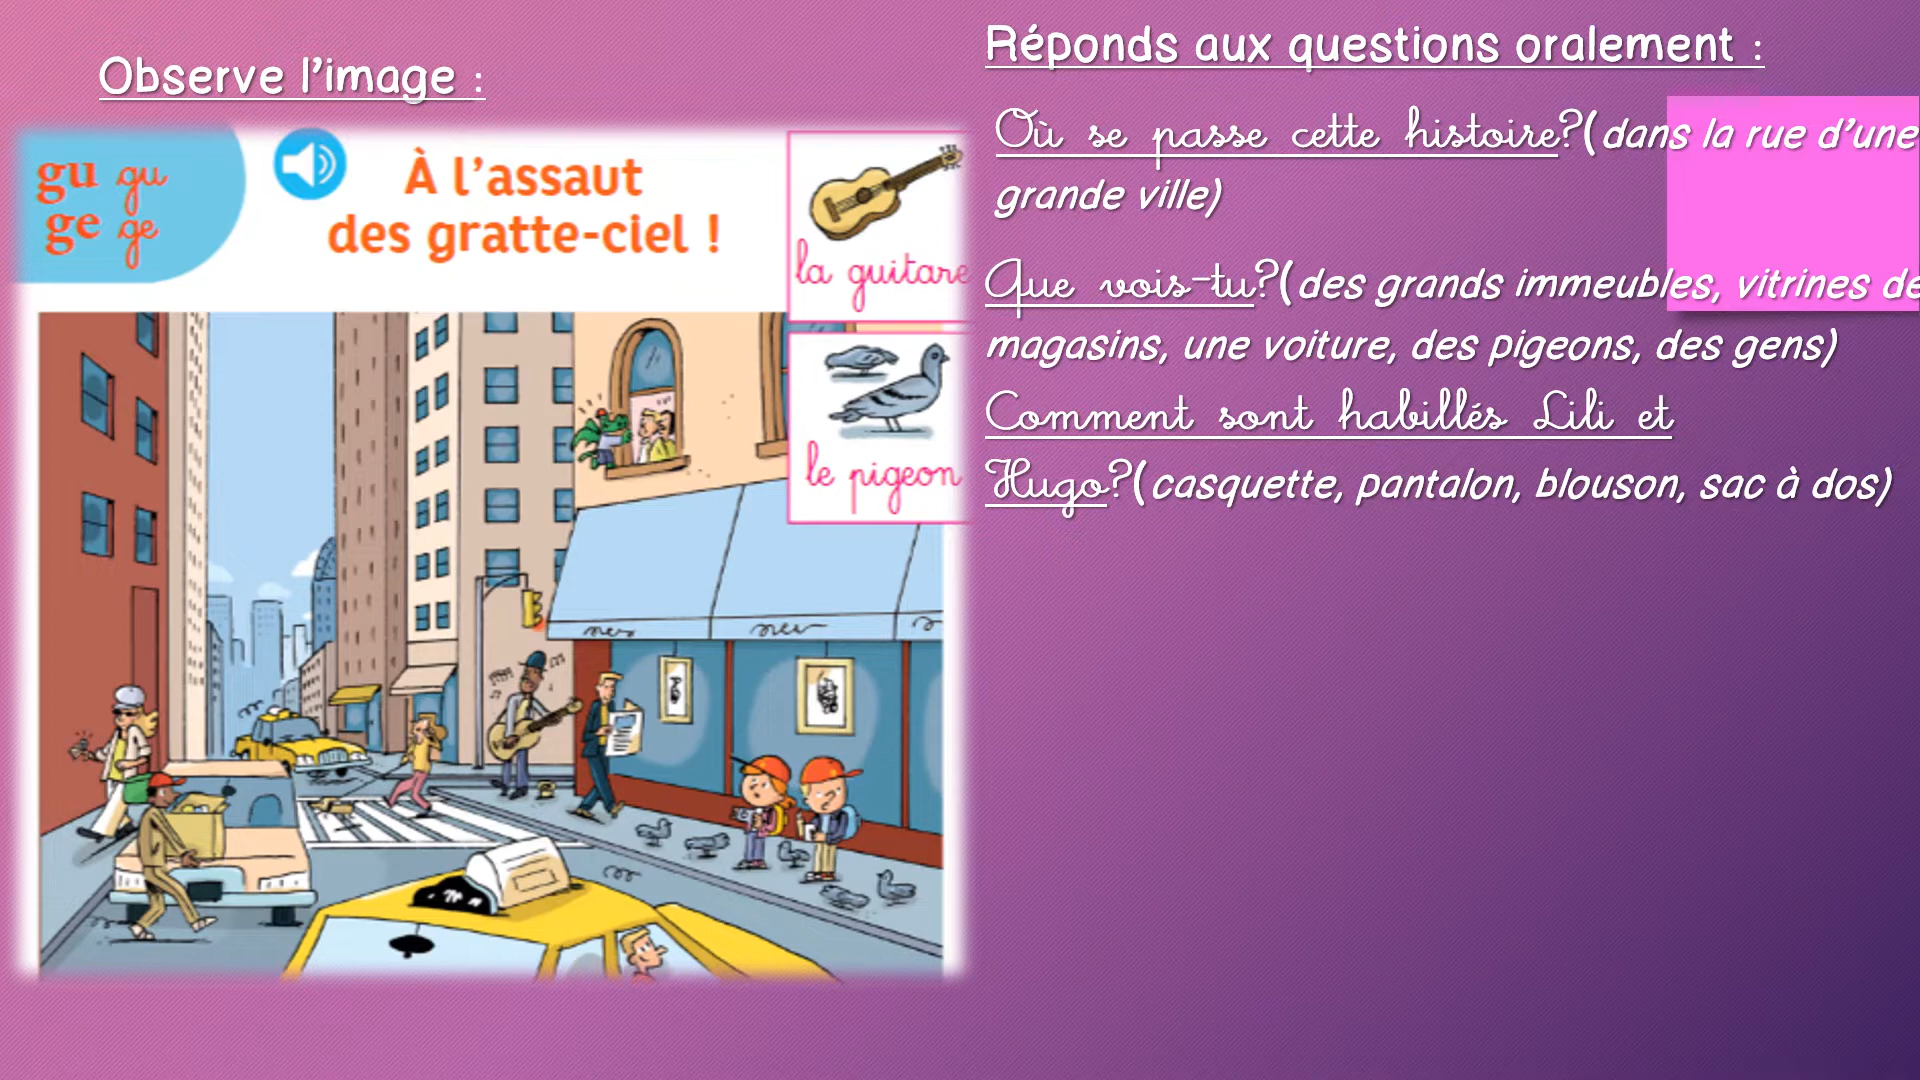 Observe l'image :
gu gu
ge ge
À l'assaut
des gratte-ciel !
la guitare
le pigeon
new
new
Réponds aux questions oralement :
Où se passe cette histoire?(dans la rue d'une
grande ville)
Que vois-tu?(des grands immeubles, vitrines de
magasins, une voiture, des pigeons, des gens)
Comment sont habillés Lili et
Hugo?(casquette, pantalon, blouson, sac à dos)